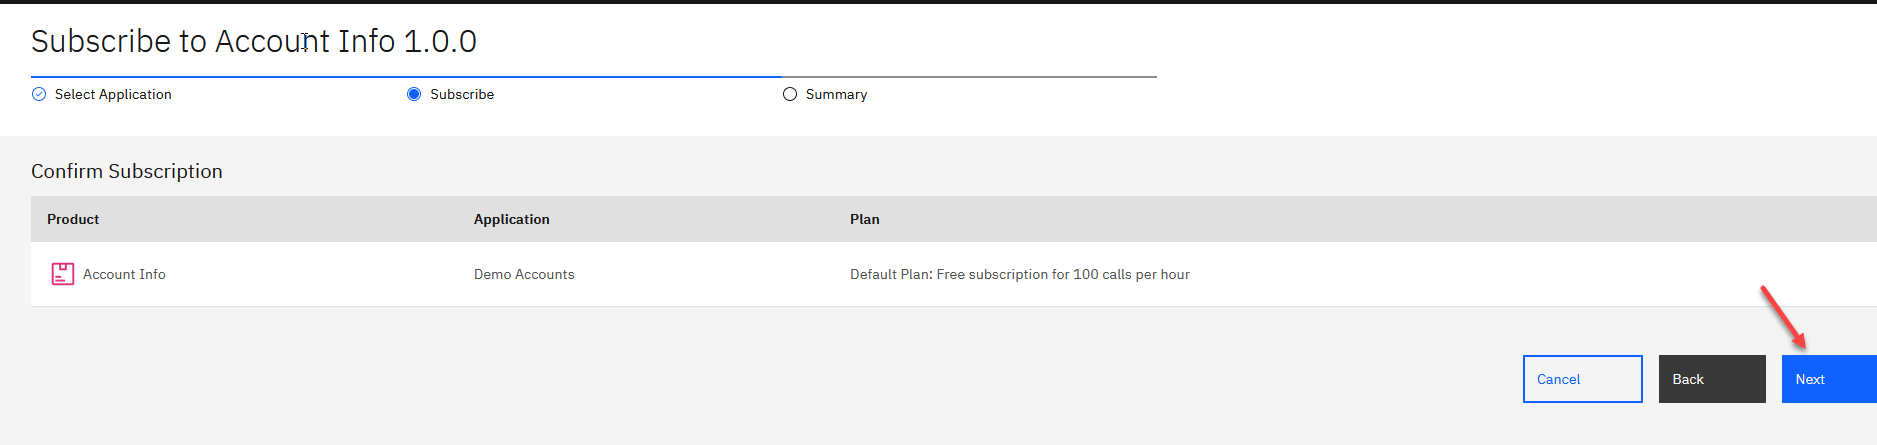 Subscribe to Account Info 1.0.0
Select Application Subscribe Summary
Confirm Subscription
Product Application Plan
Account Info Demo Accounts Default Plan: Free subscription for 100 calls per hour
Cancel Back Next